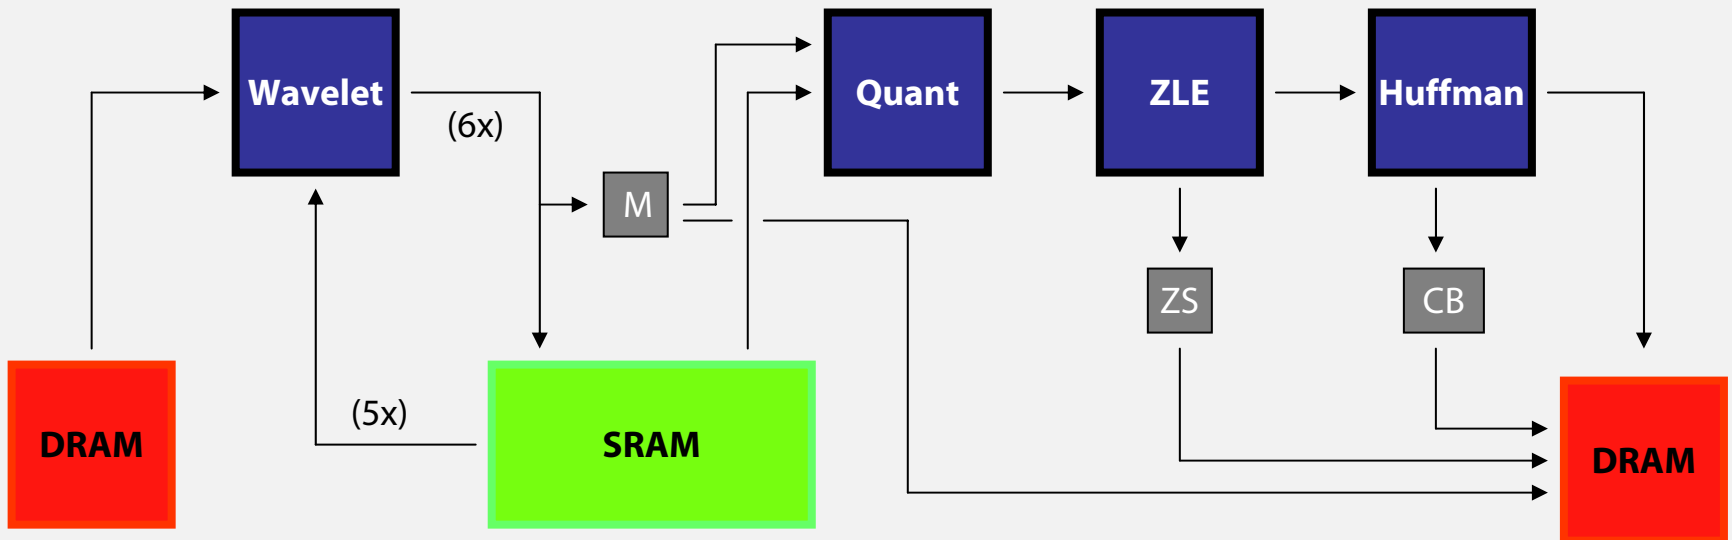 Wavelet
Quant
ZLE
Huffman
(6x)
M
ZS
CB
(5x)
DRAM
SRAM
DRAM